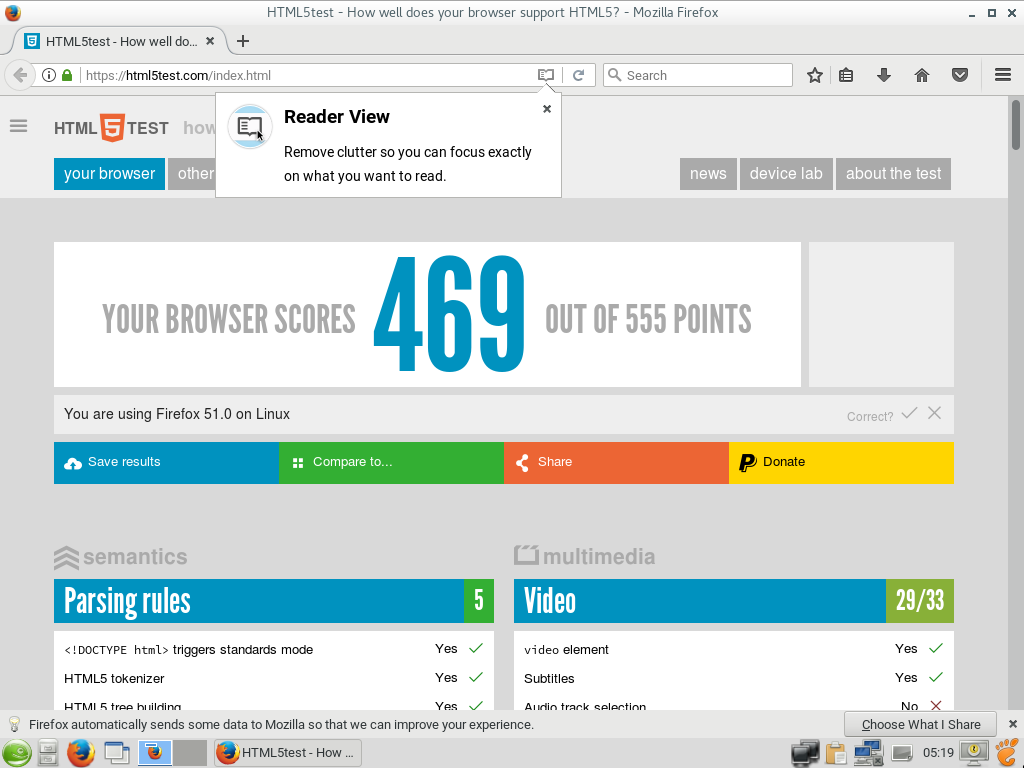 HTML5test - How well does your browser support HTML5? - Mozilla Firefox
HTML5test - How well do...
https://html5test.com/index.html
Search
Reader View
Remove clutter so you can focus exactly
on what you want to read.
HTML 5 TEST how
your browser other news device lab about the test
YOUR BROWSER SCORES 469 OUT OF 555 POINTS
You are using Firefox 51.0 on Linux Correct?
Save results Compare to... Share Donate
semantics multimedia
Parsing rules 5
<!DOCTYPE html> triggers standards mode Yes
HTML5 tokenizer Yes
HTML5 tree building Yes
Video 29/33
video element Yes
Subtitles Yes
Audio track selection No
Firefox automatically sends some data to Mozilla so that we can improve your experience. Choose What I Share
HTML5test - How ... 05:19